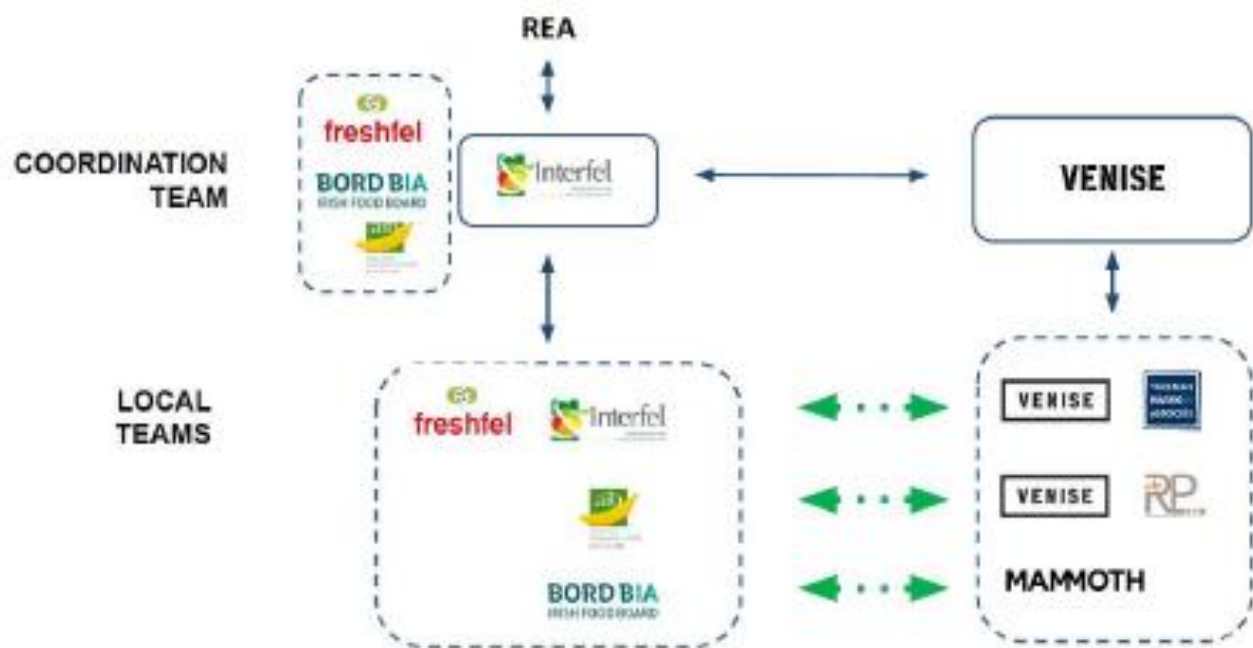 REA
COORDINATION
TEAM
freshfel
BORD BIA
IRISH FOOD BOARD
Interfel
VENISE
LOCAL
TEAMS
freshfel
Interfel
VENISE
VENISE
RP
BORD BIA
IRISH FOOD BOARD
MAMMOTH